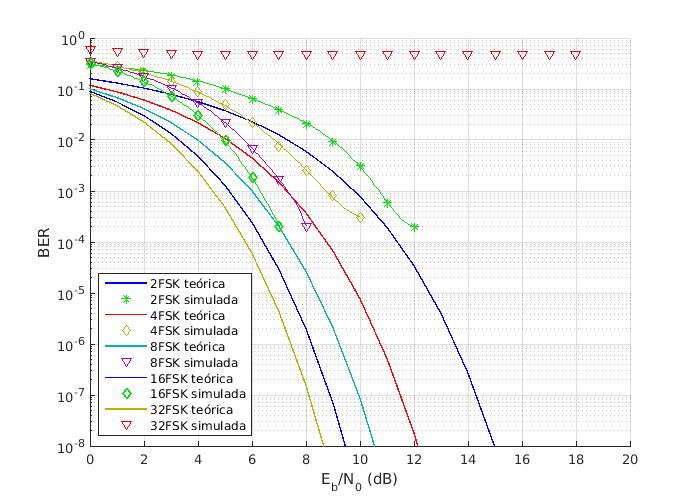 10^0
10^-1
10^-2
10^-3
10^-4
10^-5
10^-6
10^-7
10^-8
BER
2FSK teórica
2FSK simulada
4FSK teórica
4FSK simulada
8FSK teórica
8FSK simulada
16FSK teórica
16FSK simulada
32FSK teórica
32FSK simulada
0 2 4 6 8 10 12 14 16 18 20
E_b/N_0 (dB)